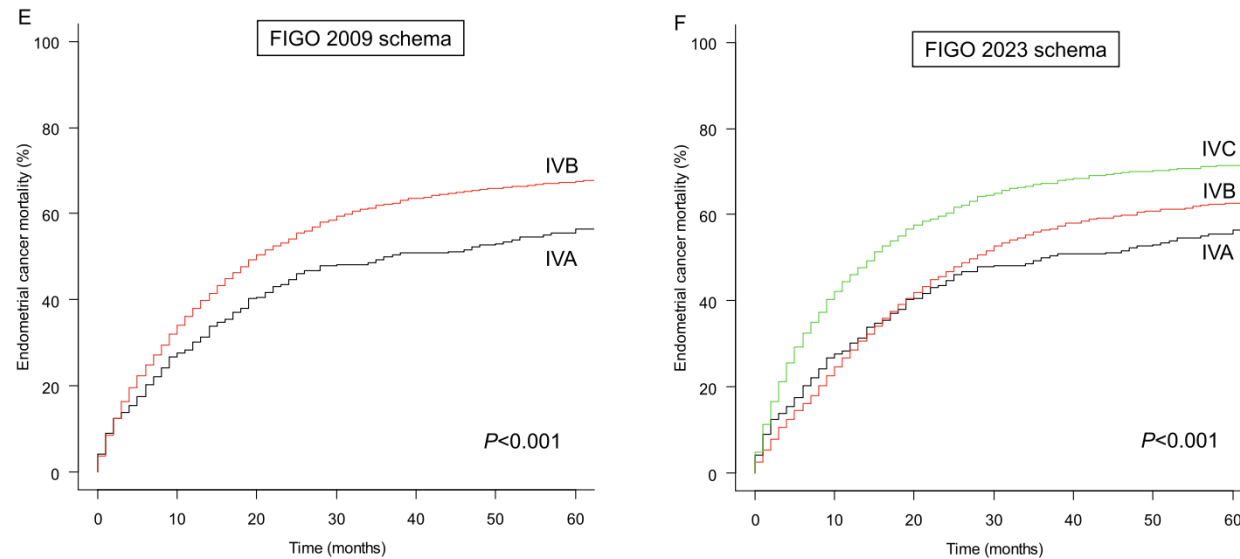 E
FIGO 2009 schema
Endometrial cancer mortality (%)
100
80
60
40
20
0
IVB
IVA
P<0.001
0 10 20 30 40 50 60
Time (months)
F
FIGO 2023 schema
Endometrial cancer mortality (%)
100
80
60
40
20
0
IVC
IVB
IVA
P<0.001
0 10 20 30 40 50 60
Time (months)